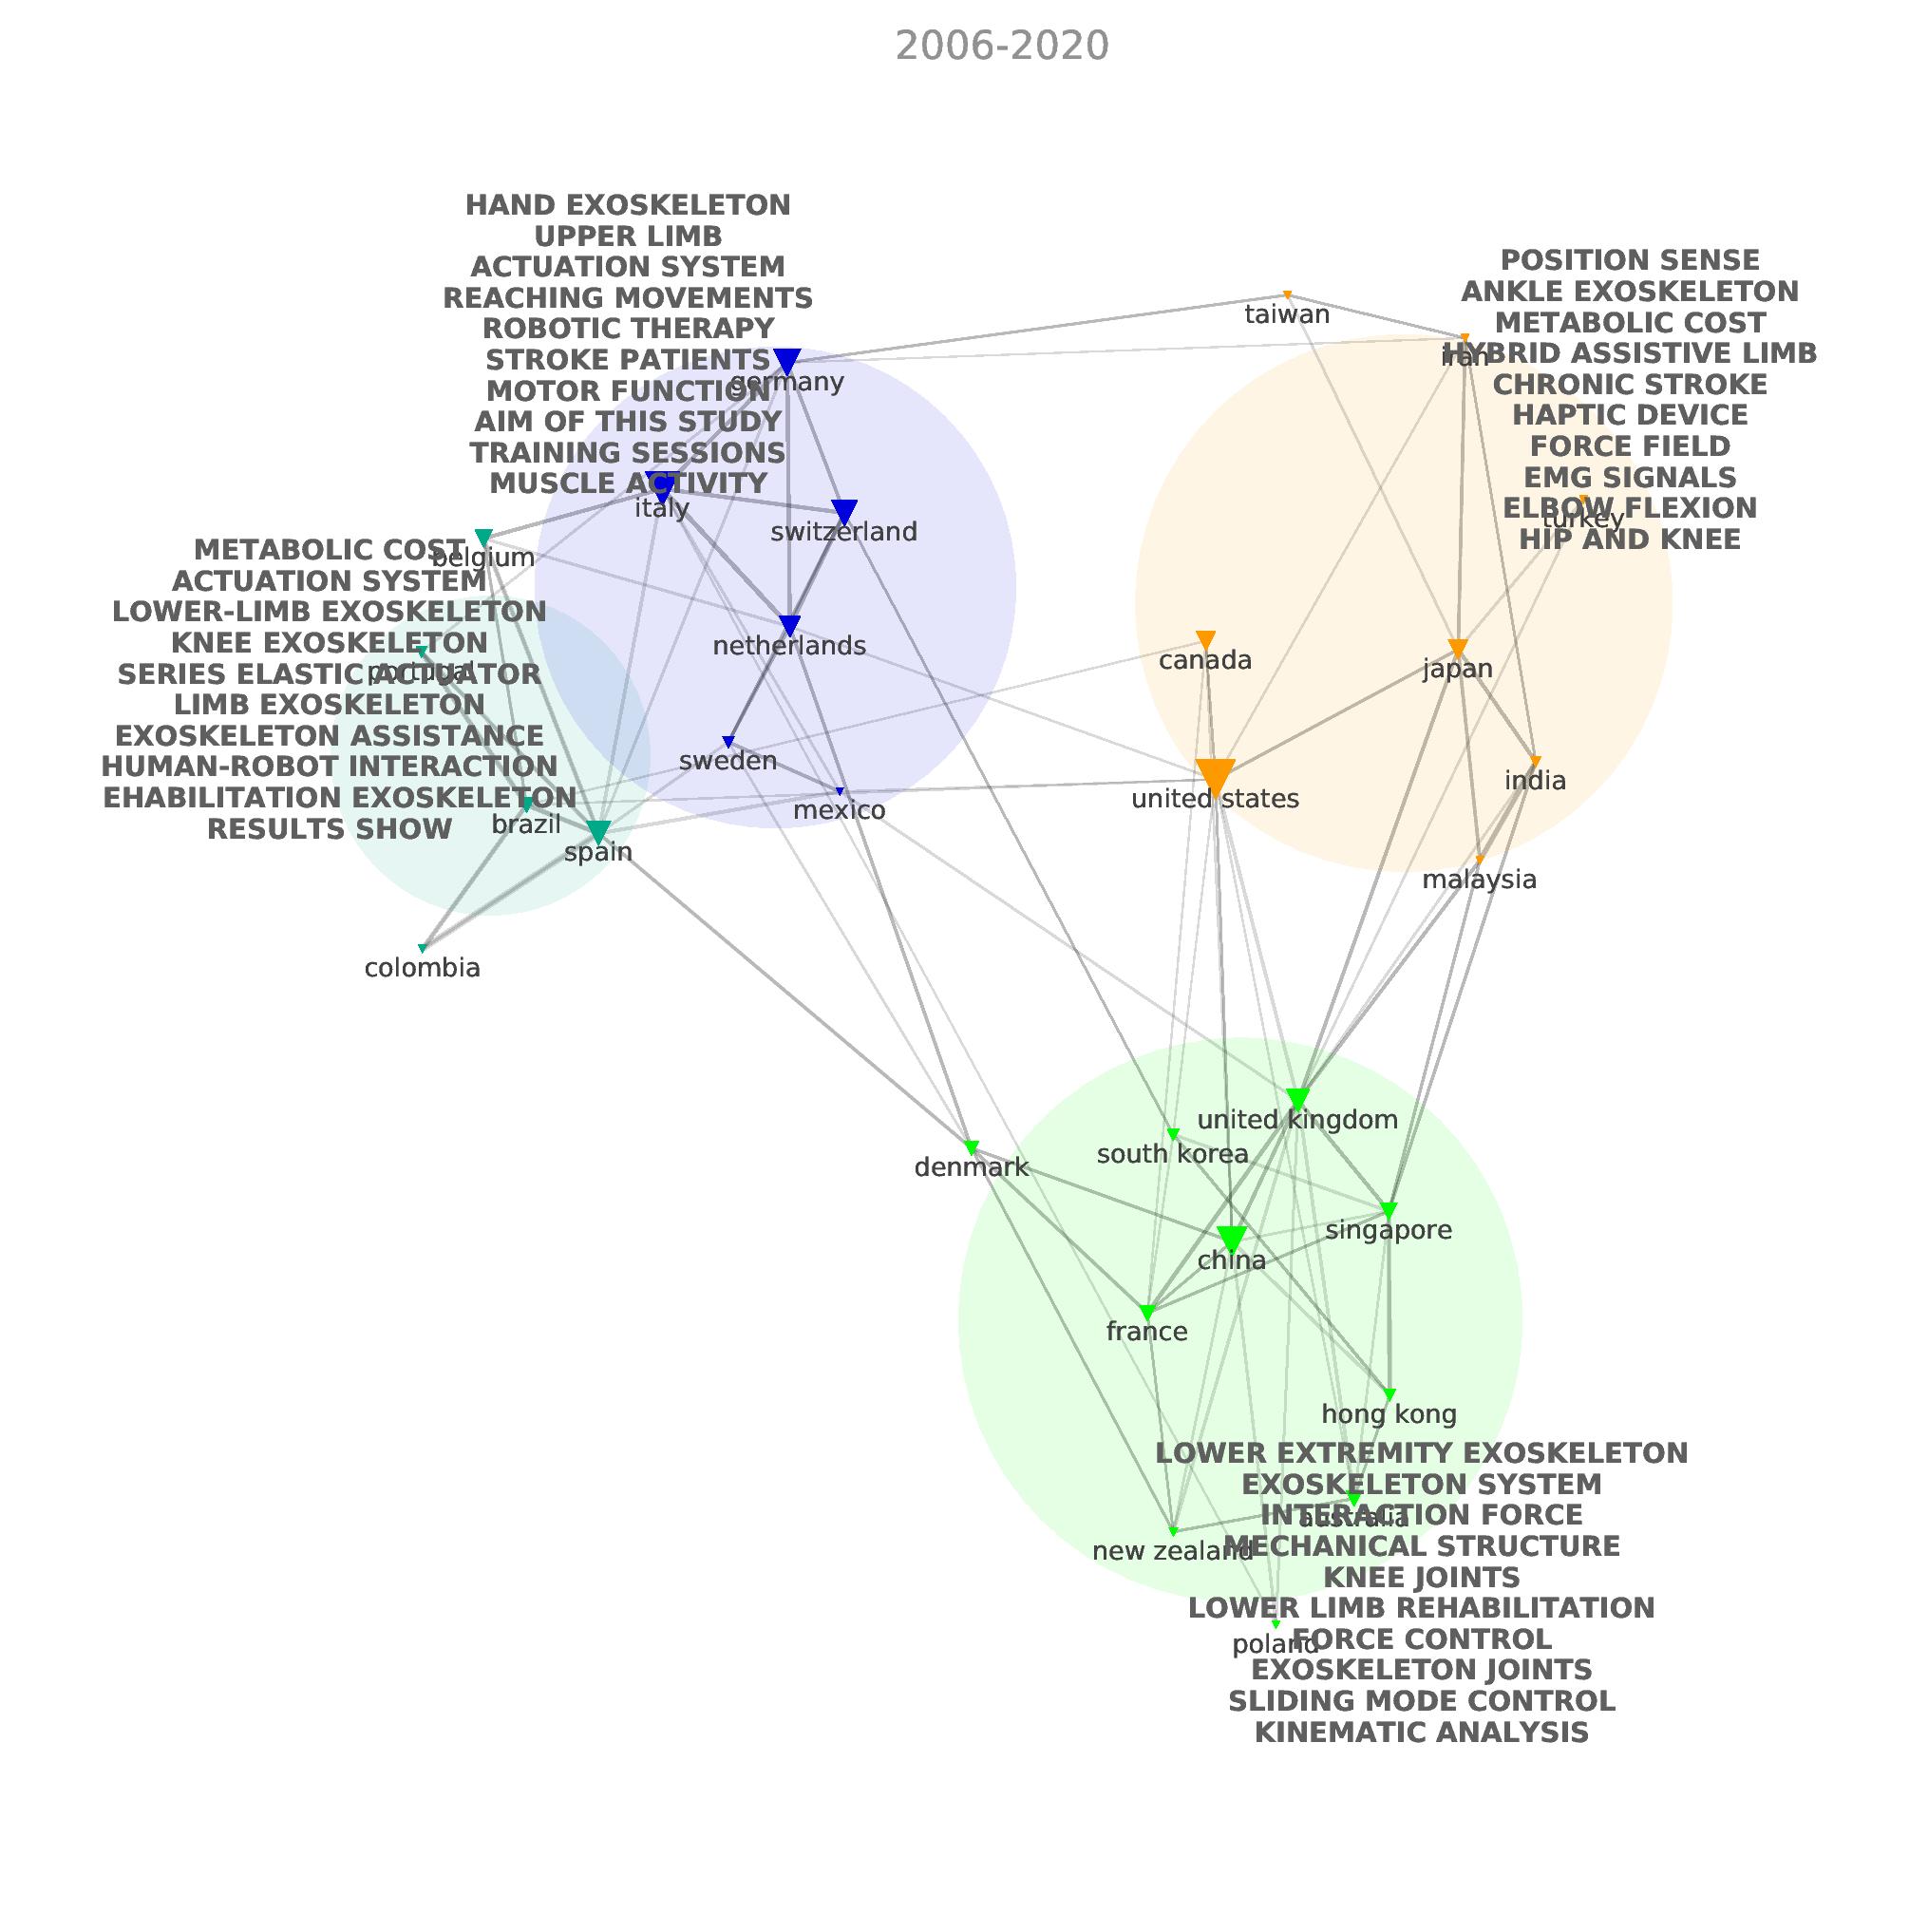 2006-2020
HAND EXOSKELETON
UPPER LIMB
ACTUATION SYSTEM
REACHING MOVEMENTS
ROBOTIC THERAPY
STROKE PATIENTS
MOTOR FUNCTION
AIM OF THIS STUDY
TRAINING SESSIONS
MUSCLE ACTIVITY
POSITION SENSE
ANKLE EXOSKELETON
METABOLIC COST
HYBRID ASSISTIVE LIMB
CHRONIC STROKE
HAPTIC DEVICE
FORCE FIELD
EMG SIGNALS
ELBOW FLEXION
HIP AND KNEE
taiwan
iran
germany
italy
switzerland
turkey
belgium
METABOLIC COST
ACTUATION SYSTEM
LOWER-LIMB EXOSKELETON
KNEE EXOSKELETON
SERIES ELASTIC ACTUATOR
LIMB EXOSKELETON
EXOSKELETON ASSISTANCE
HUMAN-ROBOT INTERACTION
EHABILITATION EXOSKELETON
RESULTS SHOW
portugal
netherlands
canada
japan
sweden
mexico
united states
india
brazil
spain
malaysia
colombia
united kingdom
south korea
denmark
singapore
china
france
hong kong
australia
new zealand
poland
LOWER EXTREMITY EXOSKELETON
EXOSKELETON SYSTEM
INTERACTION FORCE
MECHANICAL STRUCTURE
KNEE JOINTS
LOWER LIMB REHABILITATION
FORCE CONTROL
EXOSKELETON JOINTS
SLIDING MODE CONTROL
KINEMATIC ANALYSIS